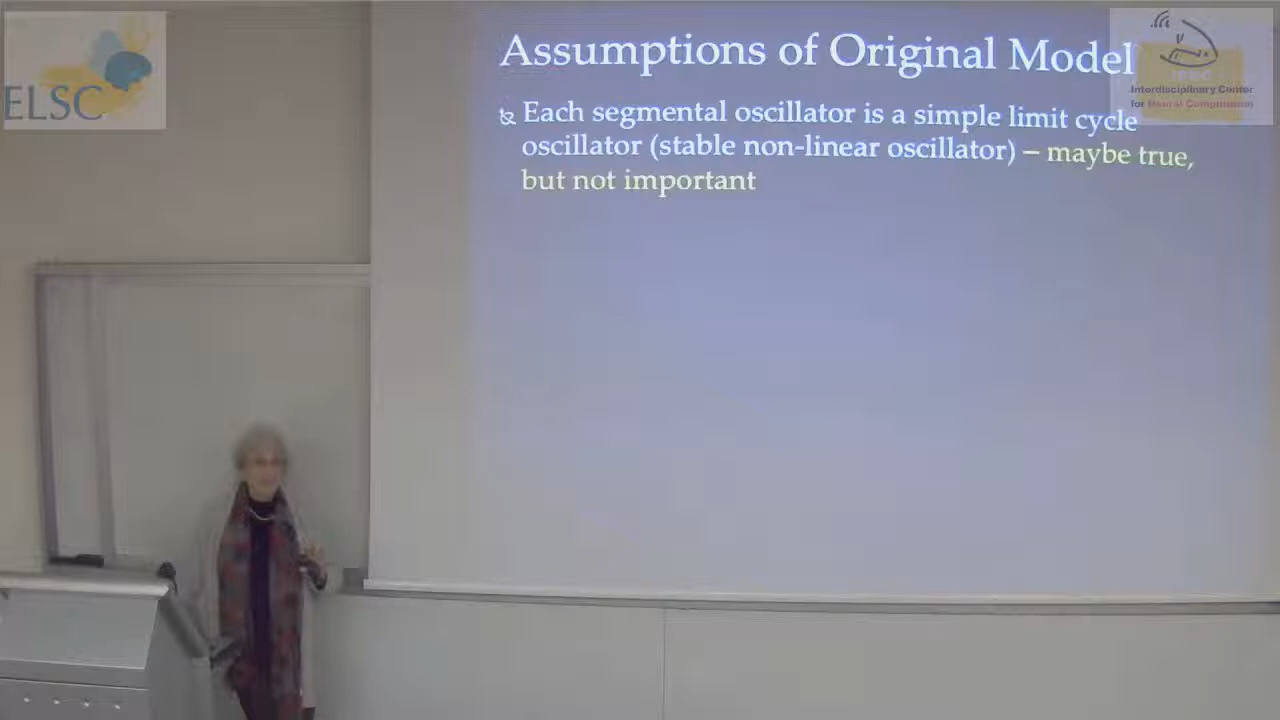 ELSC
Assumptions of Original Model
Each segmental oscillator is a simple limit cycle
oscillator (stable non-linear oscillator) – maybe true,
but not important
Interdisciplinary Center
for Neural Computation